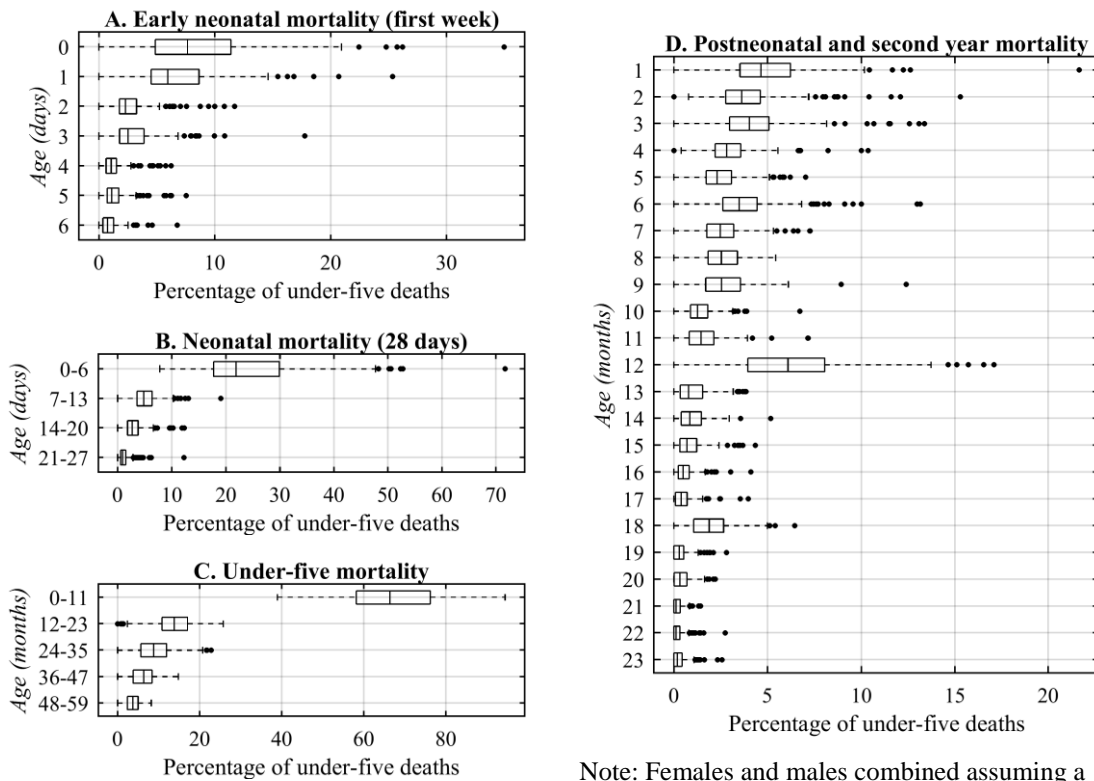 A. Early neonatal mortality (first week)
0
1
2
3
4
5
6
Age (days)
0 10 20 30
Percentage of under-five deaths
B. Neonatal mortality (28 days)
0-6
7-13
14-20
21-27
Age (days)
0 10 20 30 40 50 60 70
Percentage of under-five deaths
C. Under-five mortality
0-11
12-23
24-35
36-47
48-59
Age (months)
0 20 40 60 80
Percentage of under-five deaths
D. Postneonatal and second year mortality
1
2
3
4
5
6
7
8
9
10
11
12
13
14
15
16
17
18
19
20
21
22
23
Age (months)
0 5 10 15 20
Percentage of under-five deaths
Note: Females and males combined assuming a